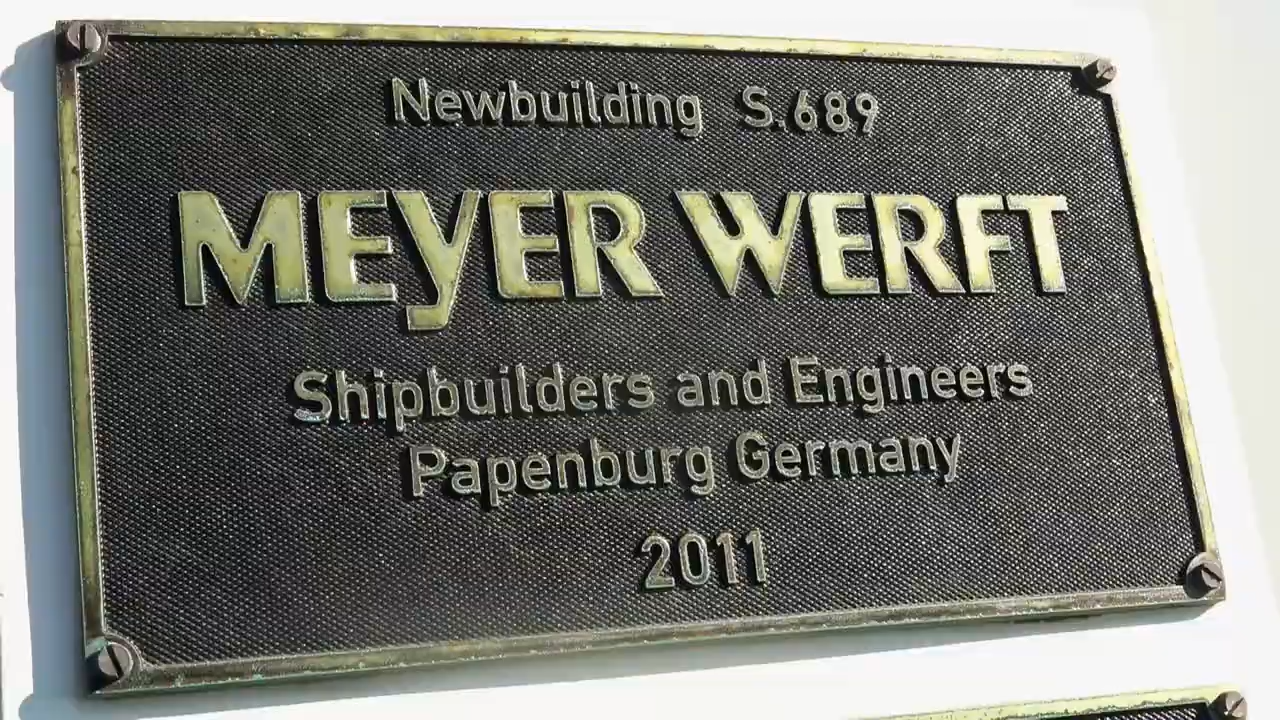 Newbuilding S.689
MEYER WERFT
Shipbuilders and Engineers
Papenburg Germany
2011